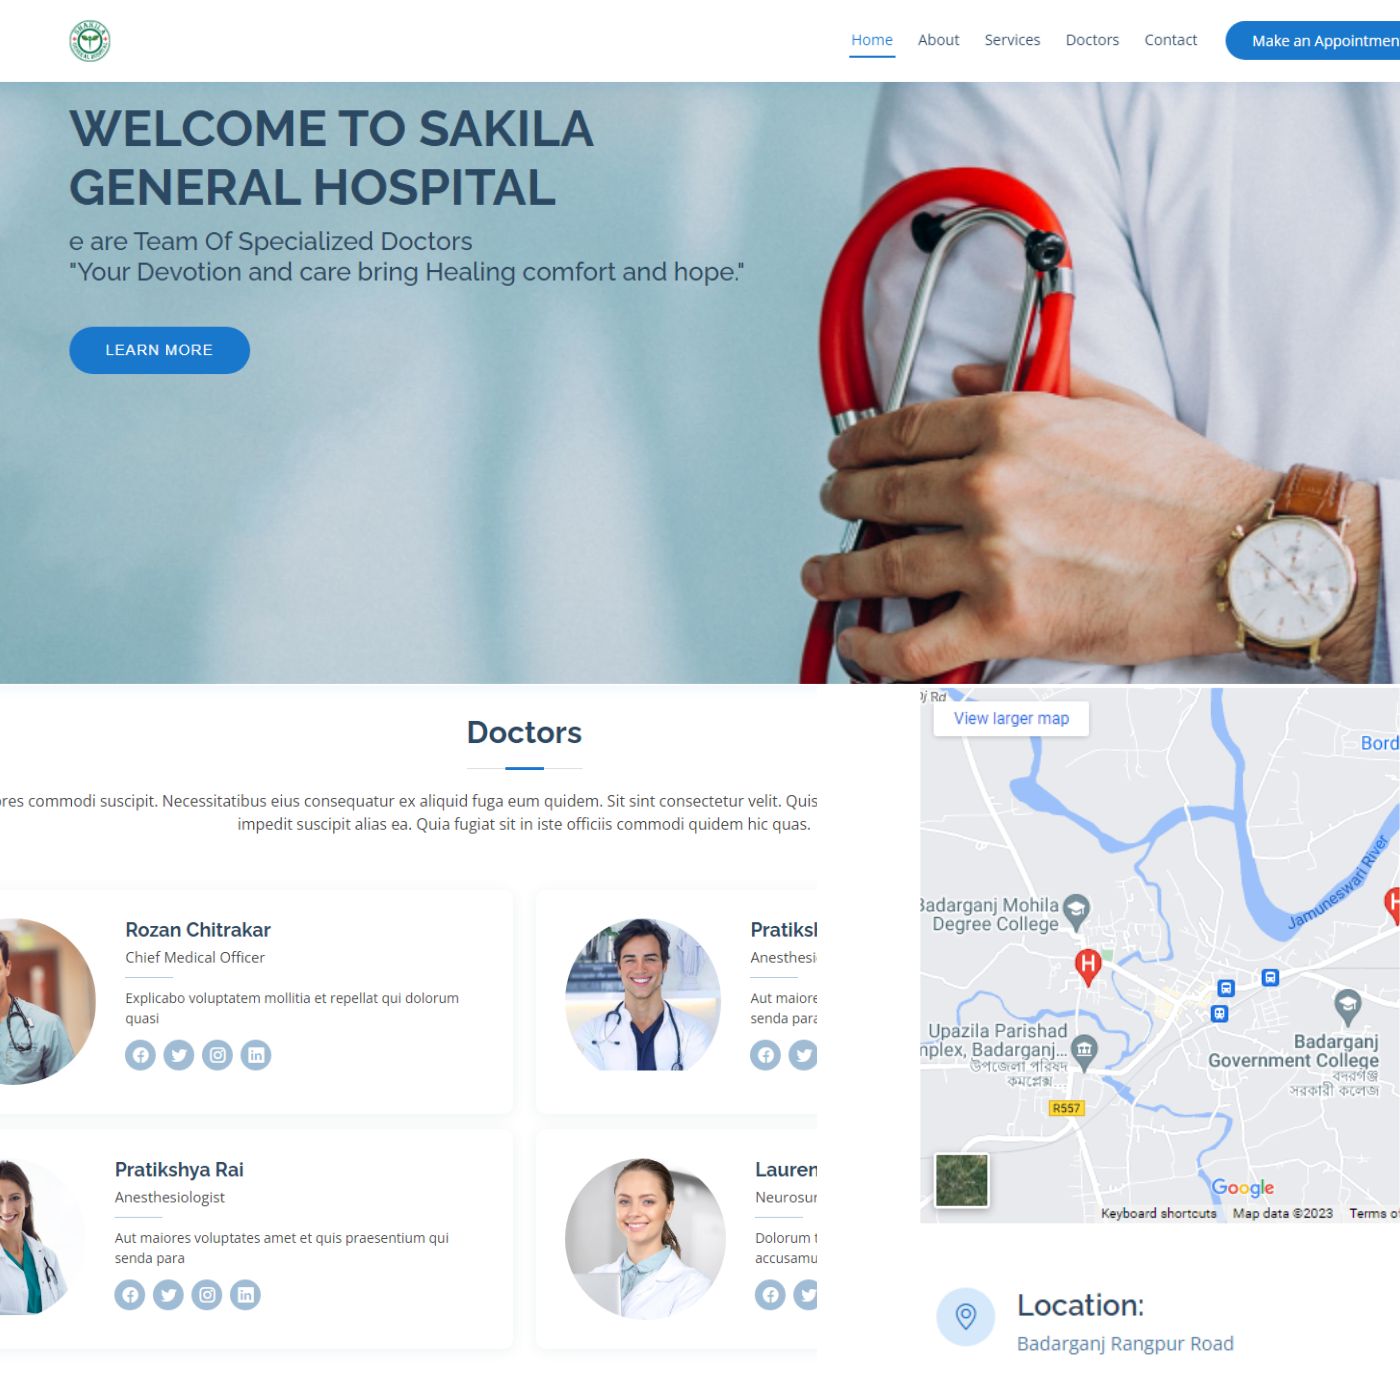 SHAKILA
GENERAL HOSPITAL
Home About Services Doctors Contact Make an Appointmen
WELCOME TO SAKILA
GENERAL HOSPITAL
e are Team Of Specialized Doctors
"Your Devotion and care bring Healing comfort and hope."
LEARN MORE
Doctors
ores commodi suscipit. Necessitatibus eius consequatur ex aliquid fuga eum quidem. Sit sint consectetur velit. Quis
impedit suscipit alias ea. Quia fugiat sit in iste officiis commodi quidem hic quas.
Rozan Chitrakar
Chief Medical Officer
Explicabo voluptatem mollitia et repellat qui dolorum
quasi
Pratiks
Anesthesi
Aut maiore
senda para
Pratikshya Rai
Anesthesiologist
Aut maiores voluptates amet et quis praesentium qui
senda para
Lauren
Neurosur
Dolorum t
accusamu
j Rd
View larger map
Bord
Jamuneswari River
Badarganj Mohila
Degree College
H
H
Upazila Parishad
mplex, Badarganj...
উপজেলা পরিষদ
কমপ্লেক্স ...
Badarganj
Government College
বদরগঞ্জ
সরকারী কলেজ
R557
Google
Keyboard shortcuts Map data ©2023 Terms o
Location:
Badarganj Rangpur Road